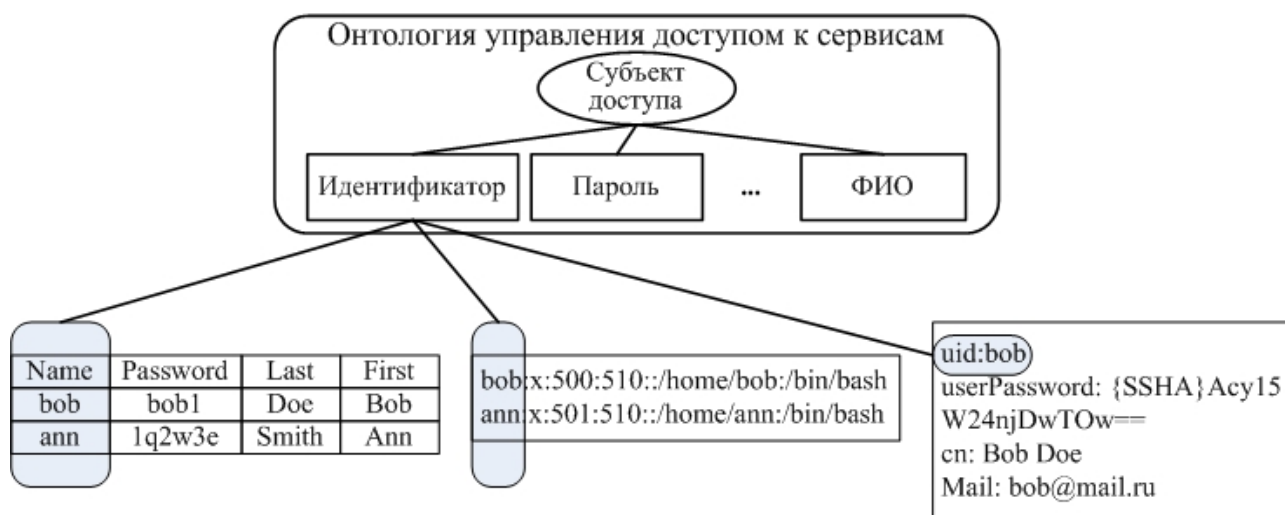 Онтология управления доступом к сервисам
Субъект
доступа
Идентификатор
Пароль
...
ФИО
Name Password Last First
bob bob1 Doe Bob
ann 1q2w3e Smith Ann
bob:x:500:510::/home/bob:/bin/bash
ann:x:501:510::/home/ann:/bin/bash
uid:bob
userPassword: {SSHA}Acy15
W24njDwTOw==
cn: Bob Doe
Mail: bob@mail.ru